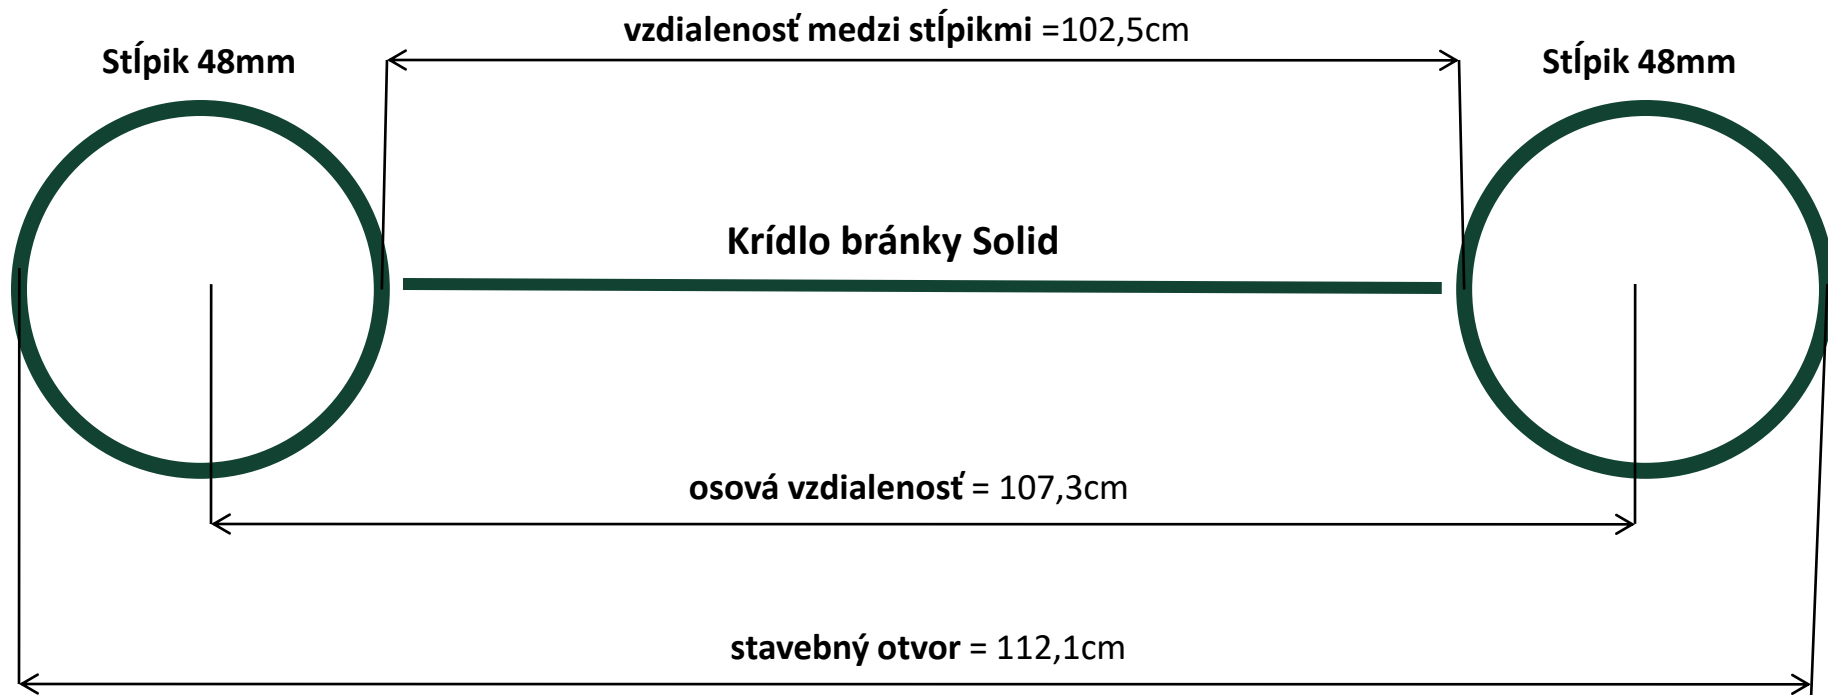 vzdialenosť medzi stĺpikmi =102,5cm
Stĺpik 48mm
Stĺpik 48mm
Krídlo bránky Solid
osová vzdialenosť = 107,3cm
stavebný otvor = 112,1cm